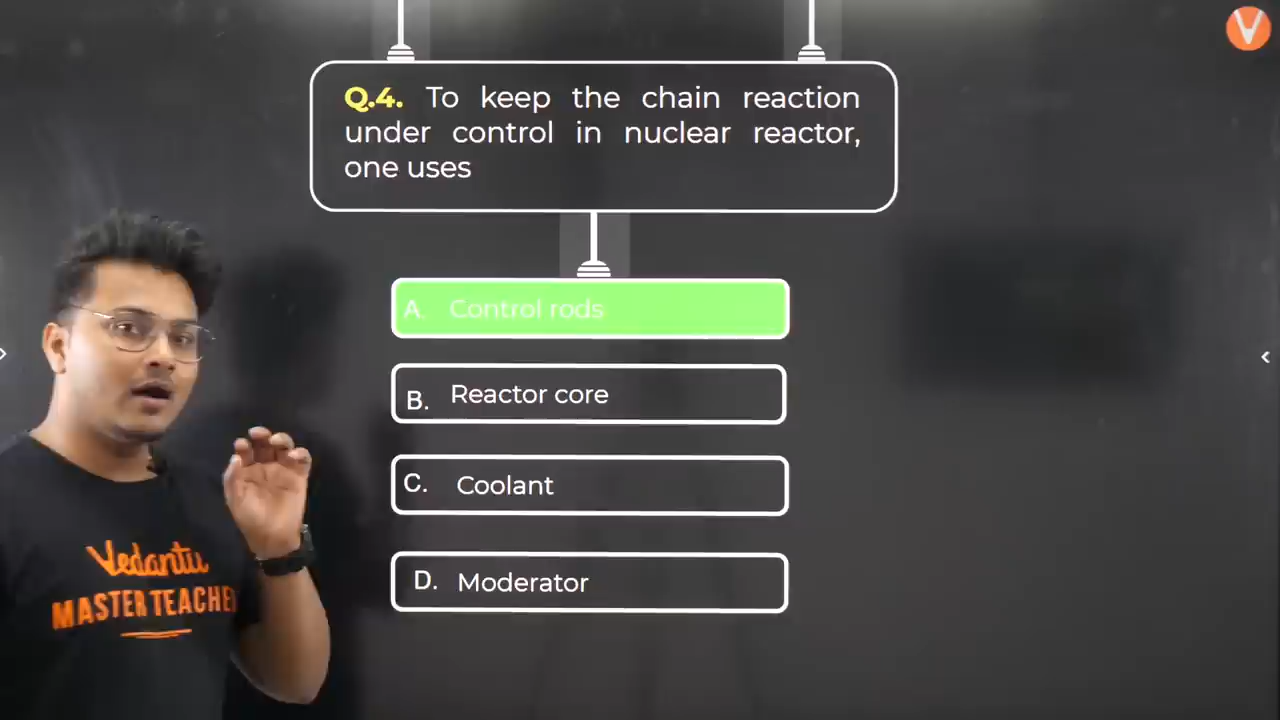 V
Q.4. To keep the chain reaction
under control in nuclear reactor,
one uses
A. Control rods
B. Reactor core
C. Coolant
D. Moderator
Vedantu
MASTER TEACHE